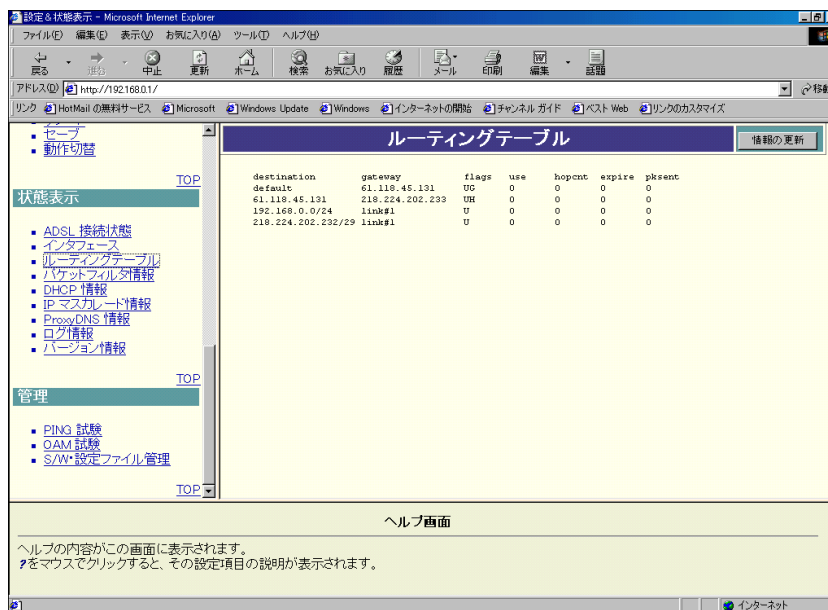 設定&状態表示 - Microsoft Internet Explorer
ファイル(F) 編集(E) 表示(V) お気に入り(A) ツール(T) ヘルプ(H)
戻る 進む 中止 更新 ホーム 検索 お気に入り 履歴 メール 印刷 編集 話題
アドレス(D) http://192.168.0.1/ 移動
リンク HotMail の無料サービス Microsoft Windows Update Windows インターネットの開始 チャンネル ガイド ベスト Web リンクのカスタマイズ
セーブ
動作切替
TOP
状態表示
ADSL 接続状態
インタフェース
ルーティングテーブル
パケットフィルタ情報
DHCP 情報
IP マスカレード情報
ProxyDNS 情報
ログ情報
バージョン情報
TOP
管理
PING 試験
OAM 試験
S/W・設定ファイル管理
TOP
ルーティングテーブル
情報の更新
destination gateway flags use hopcnt expire pksent
default 61.118.45.131 UG 0 0 0 0
61.118.45.131 218.224.202.233 UH 0 0 0 0
192.168.0.0/24 link#1 U 0 0 0 0
218.224.202.232/29 link#1 U 0 0 0 0
ヘルプ画面
ヘルプの内容がこの画面に表示されます。
?をマウスでクリックすると、その設定項目の説明が表示されます。
インターネット